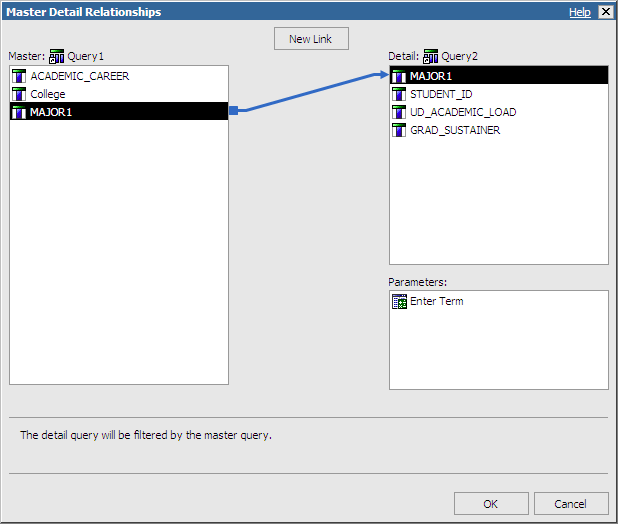 Master Detail Relationships Help
New Link
Master: Query1
Detail: Query2
ACADEMIC_CAREER
College
MAJOR1
MAJOR1
STUDENT_ID
UD_ACADEMIC_LOAD
GRAD_SUSTAINER
Parameters:
Enter Term
The detail query will be filtered by the master query.
OK Cancel